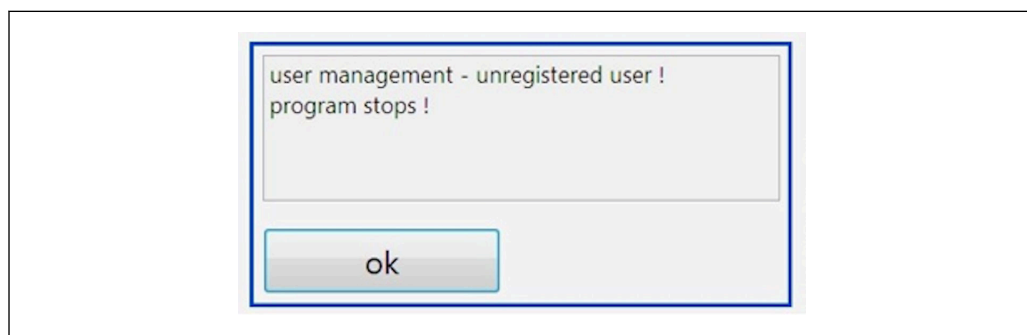 user management - unregistered user !
program stops !
ok